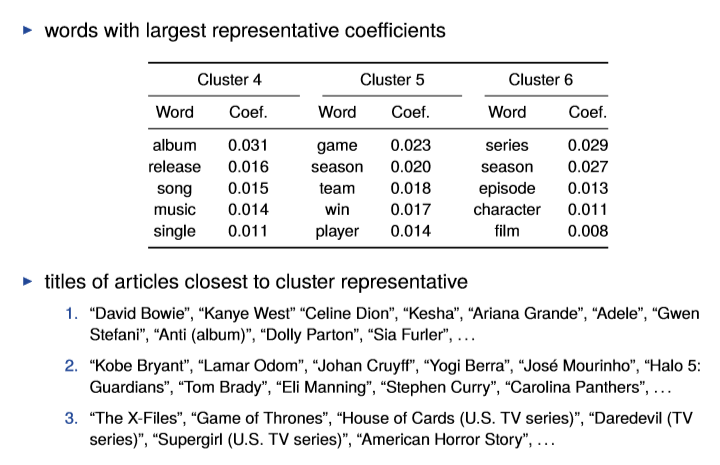 ▶ words with largest representative coefficients
Cluster 4 Cluster 5 Cluster 6
Word Coef. Word Coef. Word Coef.
album 0.031 game 0.023 series 0.029
release 0.016 season 0.020 season 0.027
song 0.015 team 0.018 episode 0.013
music 0.014 win 0.017 character 0.011
single 0.011 player 0.014 film 0.008
▶ titles of articles closest to cluster representative
1. “David Bowie”, “Kanye West” “Celine Dion”, “Kesha”, “Ariana Grande”, “Adele”, “Gwen
Stefani”, “Anti (album)”, “Dolly Parton”, “Sia Furler”, ...
2. “Kobe Bryant”, “Lamar Odom”, “Johan Cruyff”, “Yogi Berra”, “José Mourinho”, “Halo 5:
Guardians”, “Tom Brady”, “Eli Manning”, “Stephen Curry”, “Carolina Panthers”, ...
3. “The X-Files”, “Game of Thrones”, “House of Cards (U.S. TV series)”, “Daredevil (TV
series)”, “Supergirl (U.S. TV series)”, “American Horror Story”, ...